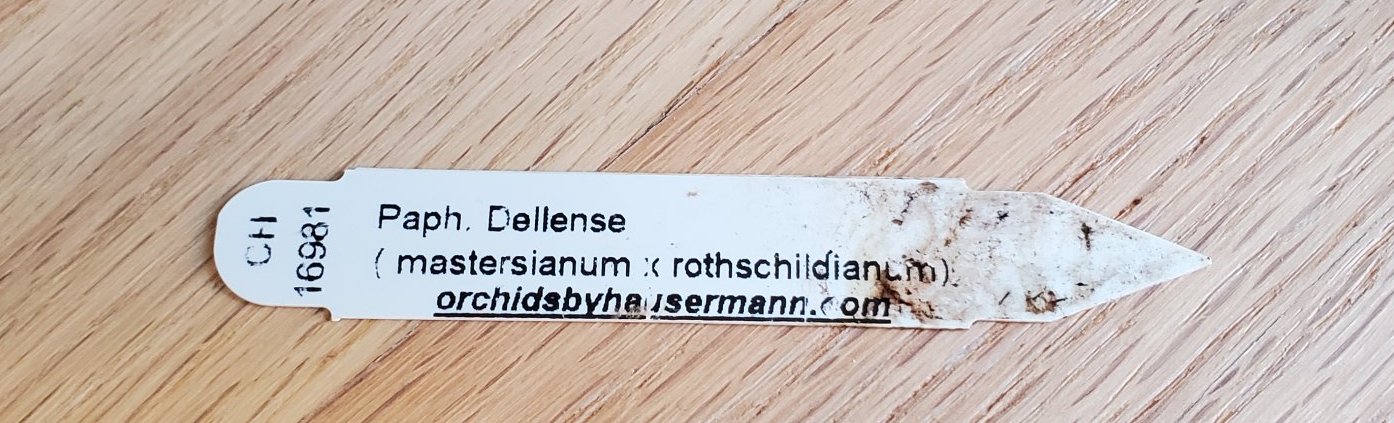 CH
16981
Paph. Dellense
( mastersianum x rothschildianum)
orchidsbyhausermann.com